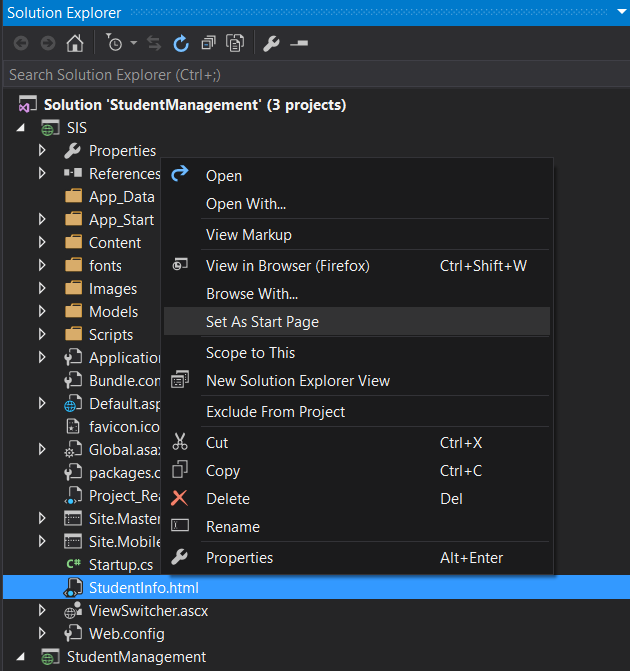 Solution Explorer
Search Solution Explorer (Ctrl+;)
Solution 'StudentManagement' (3 projects)
SIS
Properties
References
App_Data
App_Start
Content
fonts
Images
Models
Scripts
Application
Bundle.con
Default.asp
favicon.ico
Global.asax
packages.c
Project_Rea
Site.Master
Site.Mobile
C# Startup.cs
StudentInfo.html
ViewSwitcher.ascx
Web.config
StudentManagement
Open
Open With...
View Markup
View in Browser (Firefox) Ctrl+Shift+W
Browse With...
Set As Start Page
Scope to This
New Solution Explorer View
Exclude From Project
Cut Ctrl+X
Copy Ctrl+C
Delete Del
Rename
Properties Alt+Enter